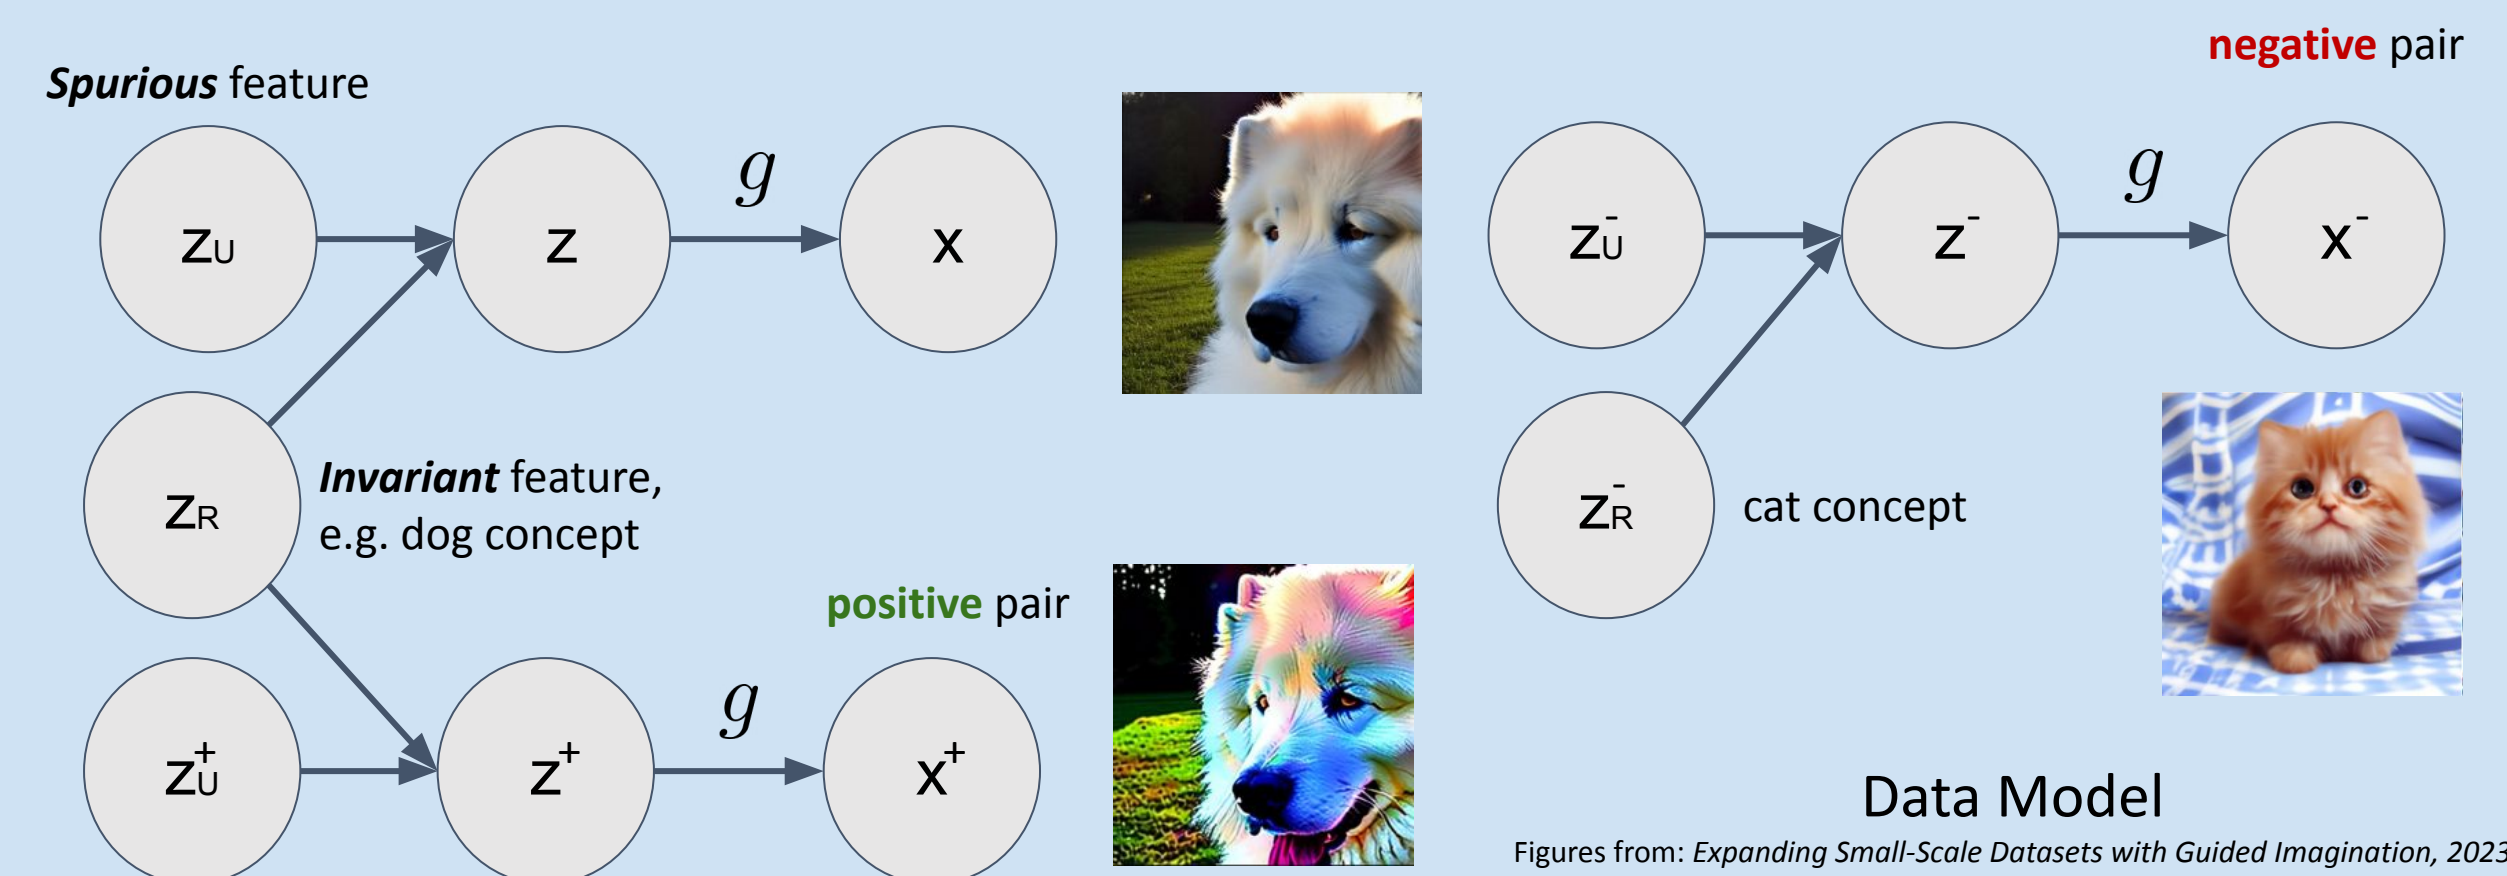 Spurious feature
negative pair
zU
z
g
x
zU-
z-
g
x-
zR
Invariant feature,
e.g. dog concept
zR-
cat concept
positive pair
zU+
z+
g
x+
Data Model
Figures from: Expanding Small-Scale Datasets with Guided Imagination, 2023